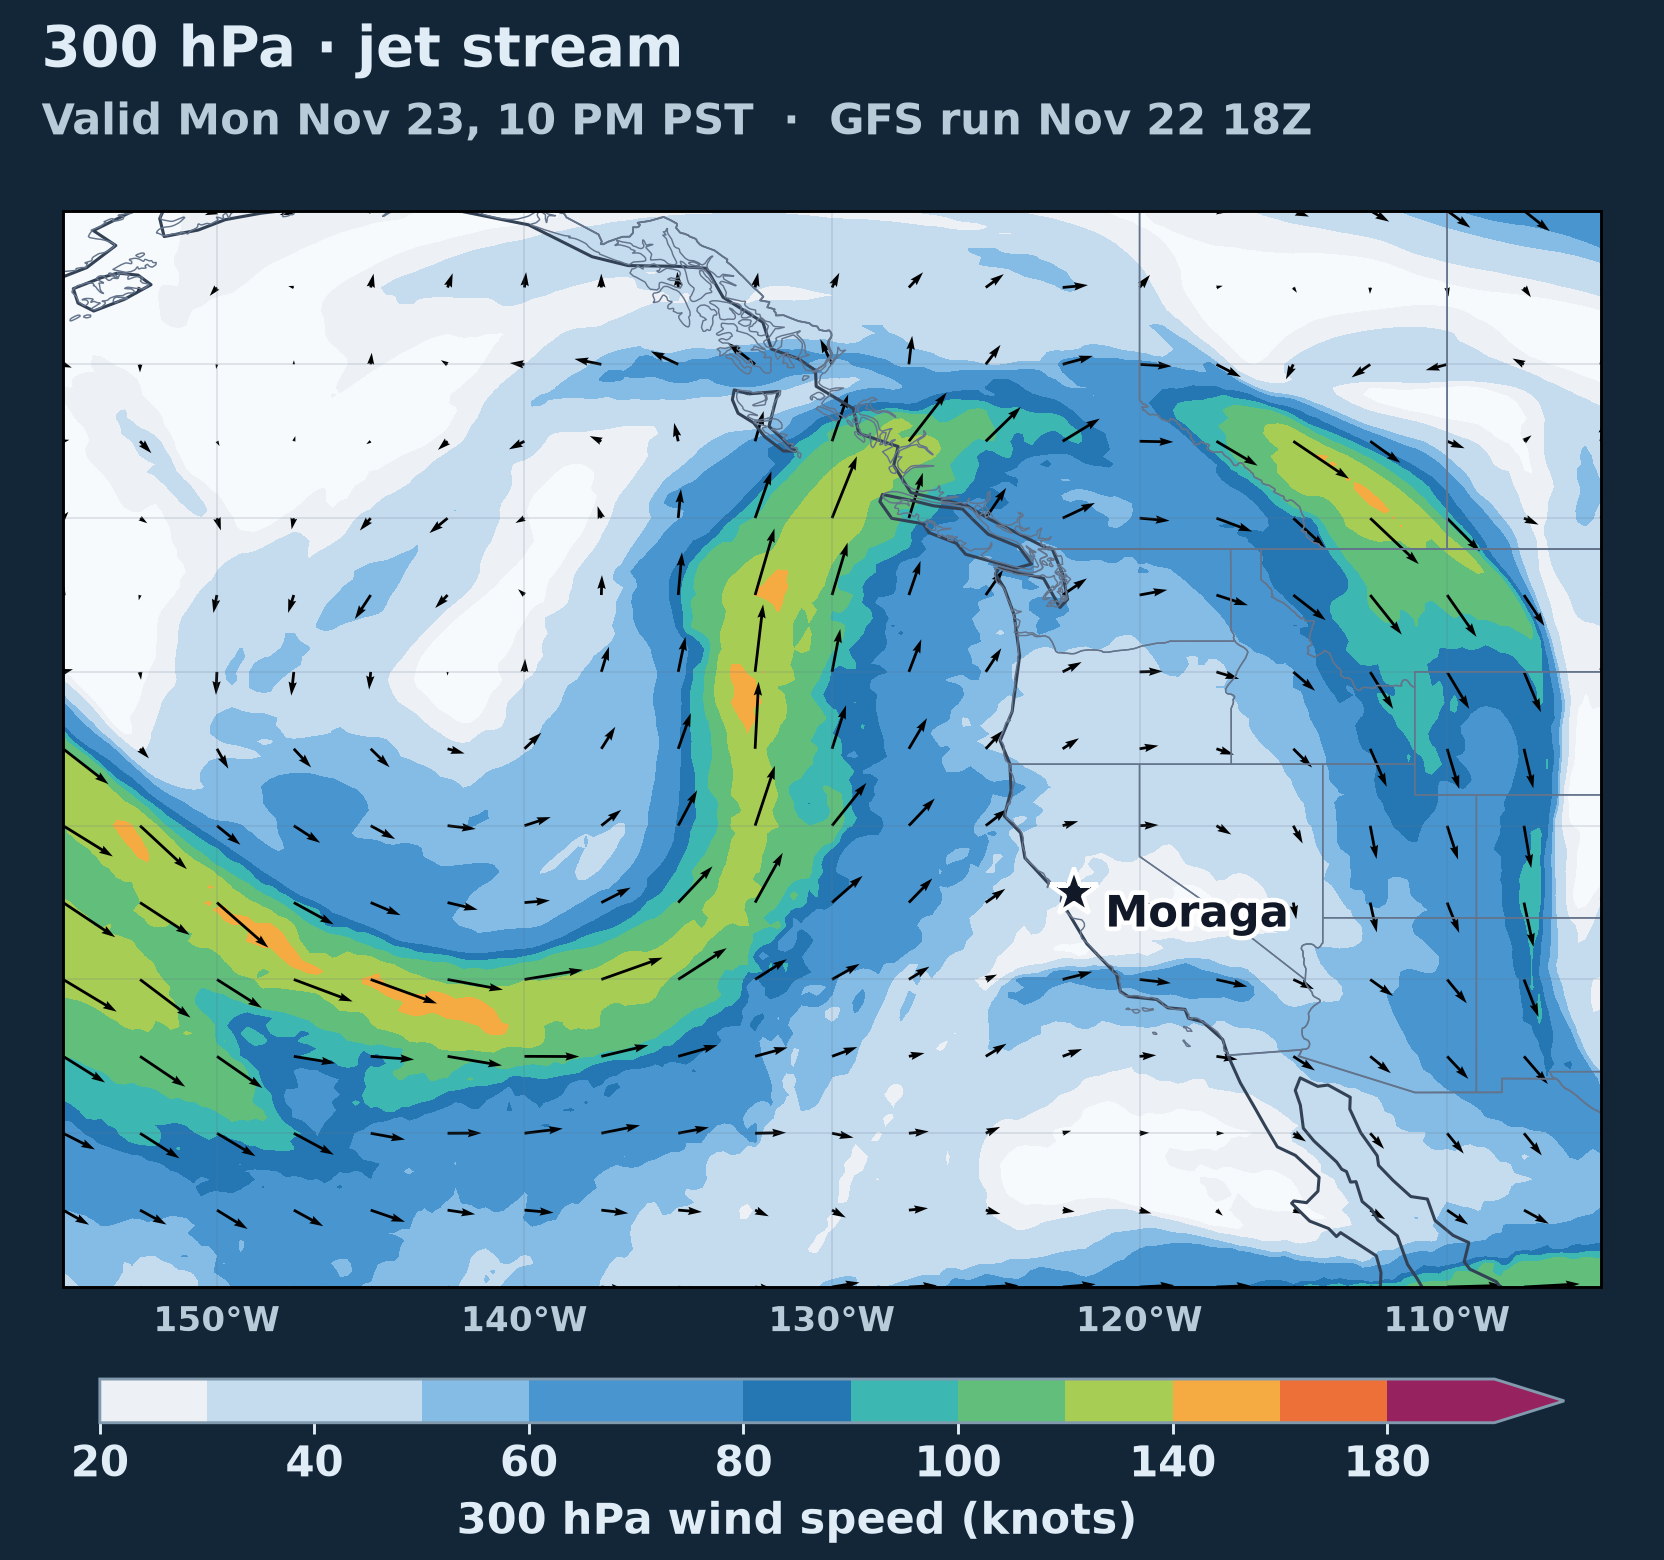 300 hPa · jet stream
Valid Mon Nov 23, 10 PM PST · GFS run Nov 22 18Z
Moraga
150°W 140°W 130°W 120°W 110°W
20 40 60 80 100 140 180
300 hPa wind speed (knots)